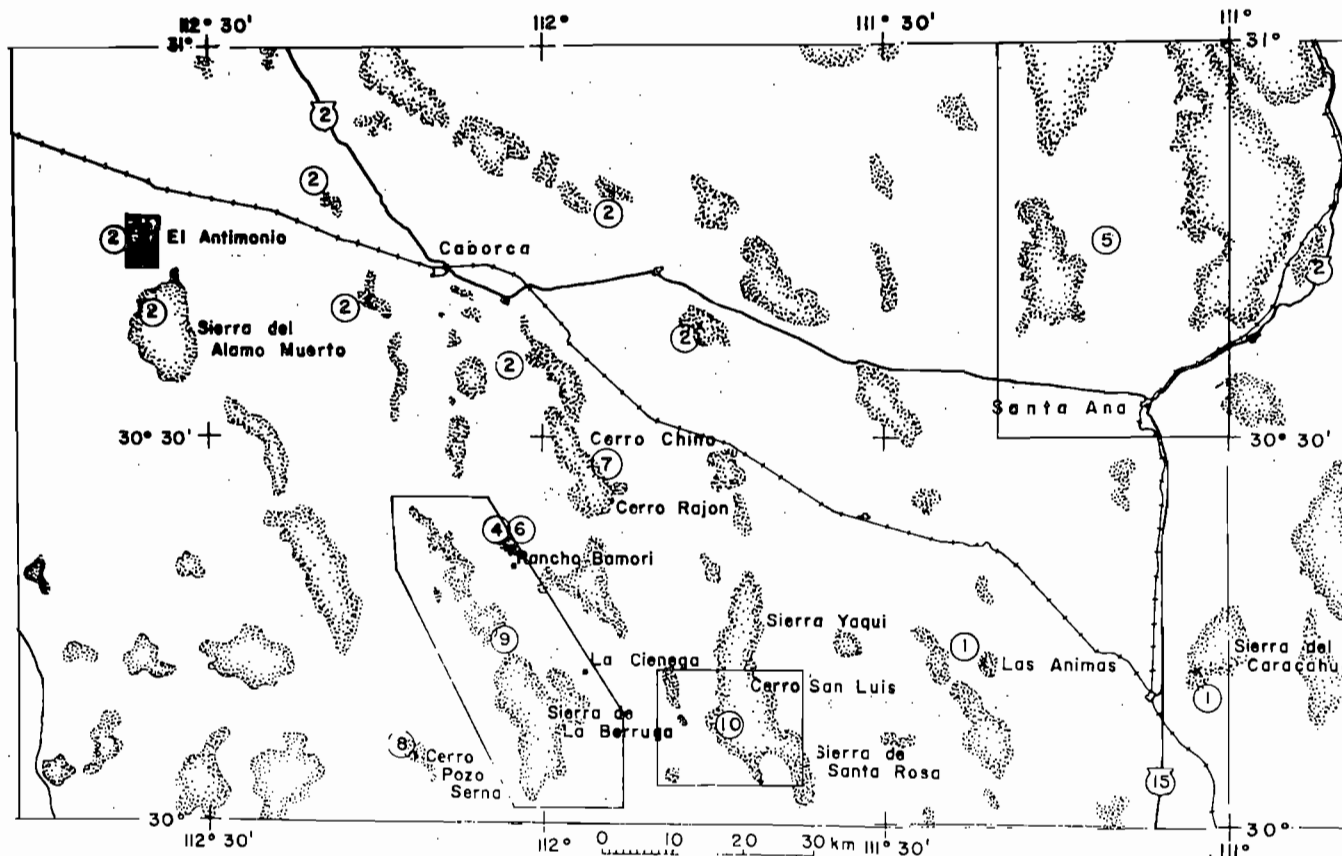 112° 30'
112°
111° 30'
111°
31°
31°
2
2
2
2
El Antimonio
Caborca
5
2
2
2
Sierra del
Alamo Muerto
2
2
Santa Ana
30° 30'
Cerro Chino
30° 30'
7
Cerro Rajon
4 6
Rancho Bamori
9
Sierra Yaqui
1
La Cienega
Las Animas
Sierra del
Caracahui
Cerro San Luis
1
Sierra de
La Berruga
10
8
Cerro
Pozo
Serna
Sierra de
Santa Rosa
15
30°
30°
112° 30'
112°
0 10 20 30 km
111° 30'
111°